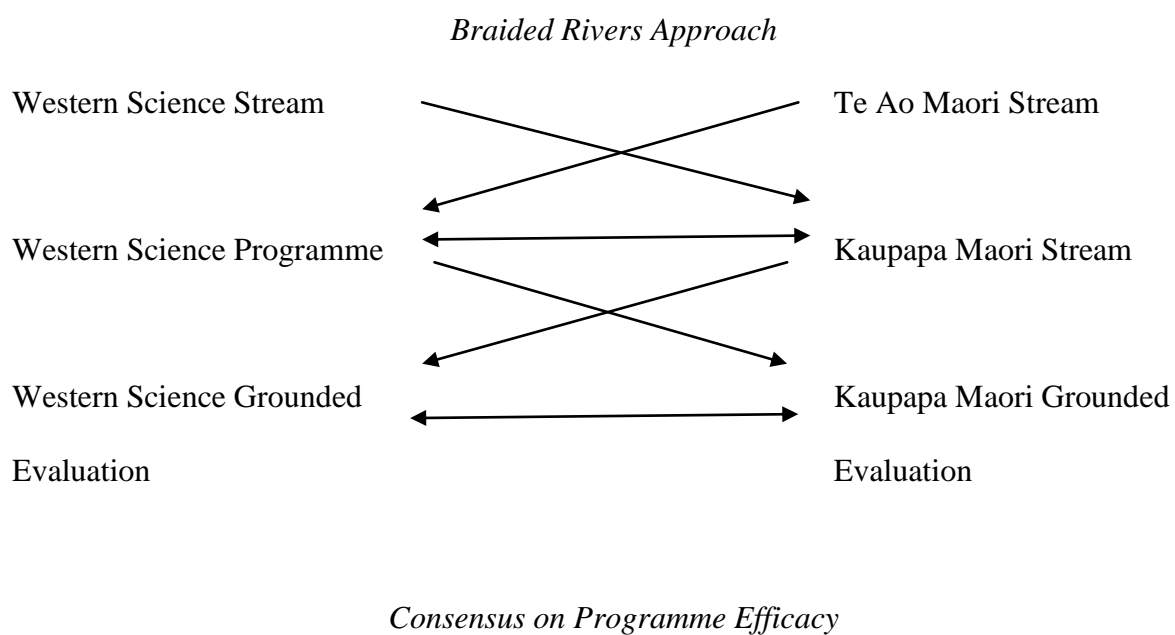 Braided Rivers Approach
Western Science Stream
Te Ao Maori Stream
Western Science Programme
Kaupapa Maori Stream
Western Science Grounded
Kaupapa Maori Grounded
Evaluation
Evaluation
Consensus on Programme Efficacy